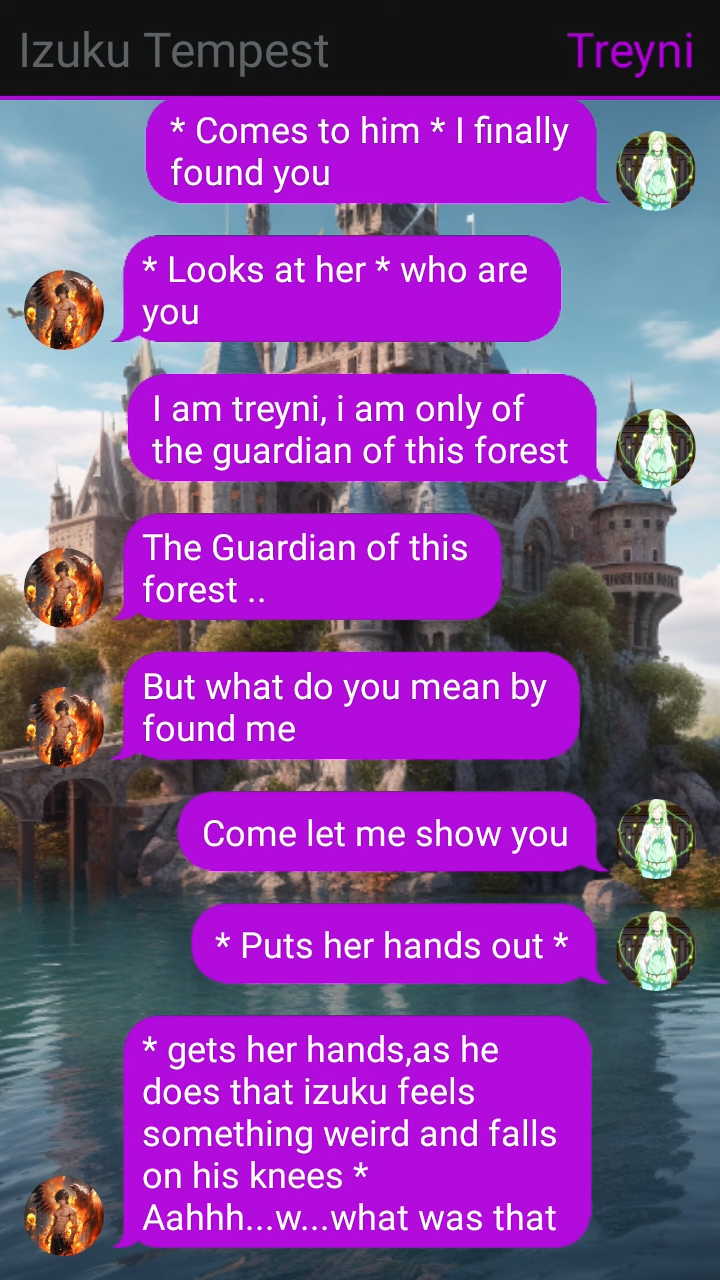 Izuku Tempest
Treyni
* Comes to him * I finally
found you
* Looks at her * who are
you
I am treyni, i am only of
the guardian of this forest
The Guardian of this
forest ..
But what do you mean by
found me
Come let me show you
* Puts her hands out *
* gets her hands,as he
does that izuku feels
something weird and falls
on his knees *
Aahhh...w...what was that